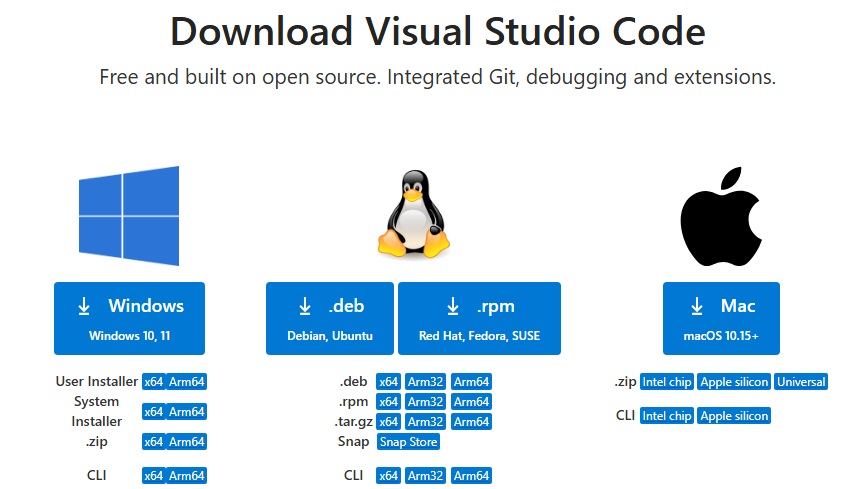 Download Visual Studio Code
Free and built on open source. Integrated Git, debugging and extensions.
Windows
Windows 10, 11
User Installer x64 Arm64
System
Installer x64 Arm64
.zip x64 Arm64
CLI x64 Arm64
.deb
Debian, Ubuntu
.rpm
Red Hat, Fedora, SUSE
.deb x64 Arm32 Arm64
.rpm x64 Arm32 Arm64
.tar.gz x64 Arm32 Arm64
Snap Snap Store
CLI x64 Arm32 Arm64
Mac
macOS 10.15+
.zip Intel chip Apple silicon Universal
CLI Intel chip Apple silicon